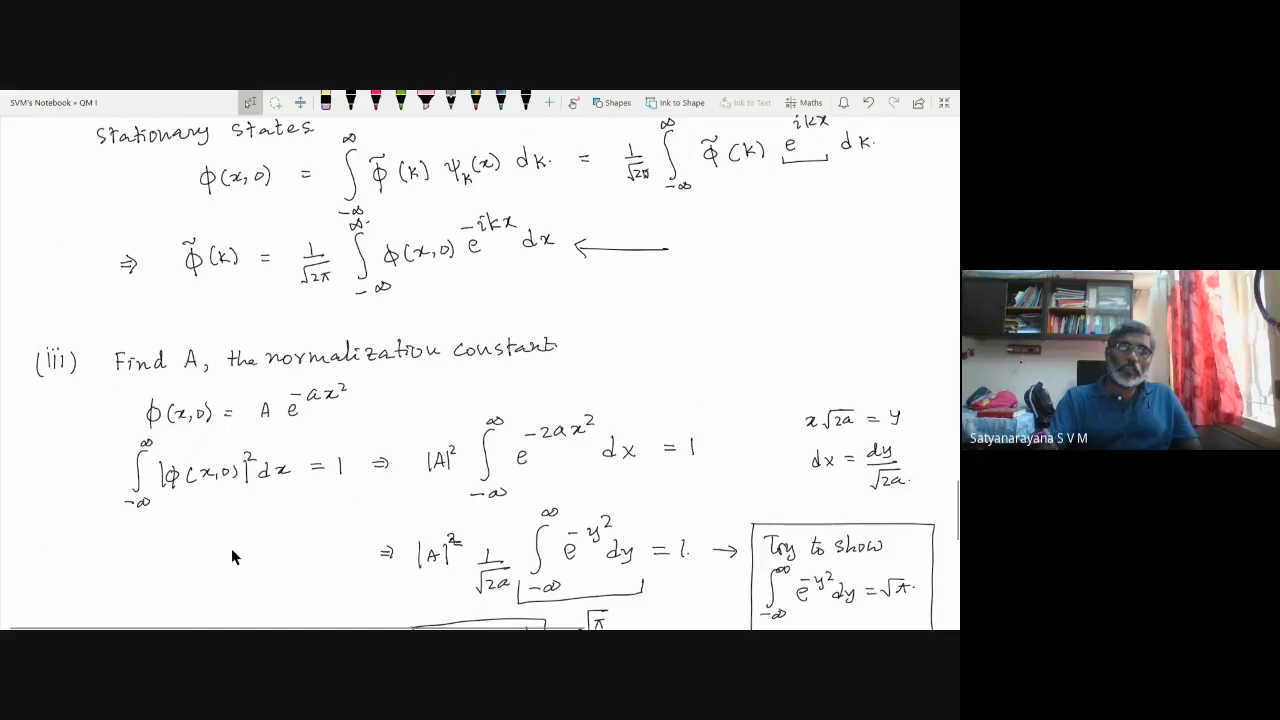 SVM's Notebook » QM I
Shapes Ink to Shape Ink to Text Maths
Stationary states
ϕ(x,0) = ∫_{-∞}^{∞} ϕ̃(k) ψ_k(x) dk. = 1/√2π ∫_{-∞}^{∞} ϕ̃(k) e^{ikx} dk.
⇒ ϕ̃(k) = 1/√2π ∫_{-∞}^{∞} ϕ(x,0) e^{-ikx} dx ←
(iii) Find A, the normalization constant
ϕ(x,0) = A e^{-ax²}
∫_{-∞}^{∞} |ϕ(x,0)|² dx = 1 ⇒ |A|² ∫_{-∞}^{∞} e^{-2ax²} dx = 1
x√2a = y
dx = dy/√2a.
⇒ |A|² 1/√2a ∫_{-∞}^{∞} e^{-y²} dy = 1. →
√π
Try to show
∫_{-∞}^{∞} e^{-y²} dy = √π.
Satyanarayana S V M